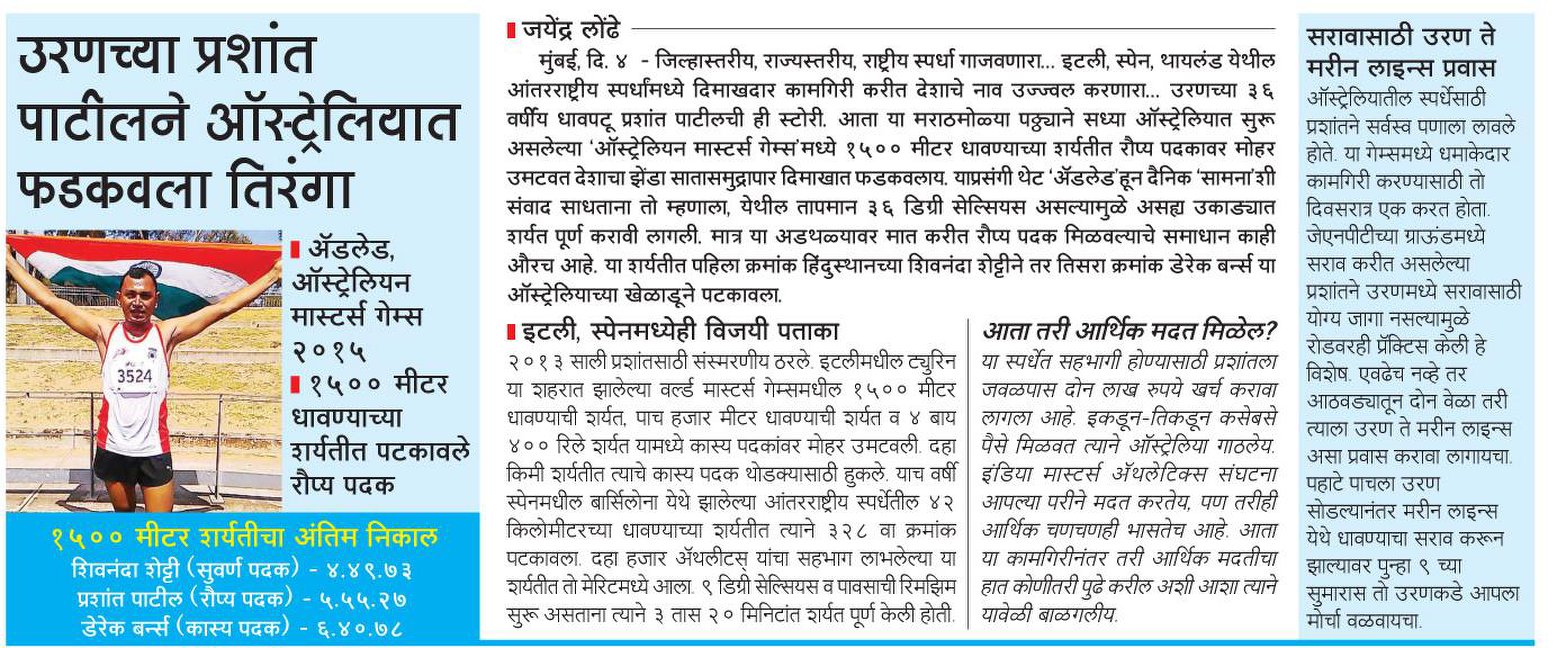 उरणच्या प्रशांत
पाटीलने ऑस्ट्रेलियात
फडकवला तिरंगा
ॲडलेड,
ऑस्ट्रेलियन
मास्टर्स गेम्स
२०१५
१५०० मीटर
धावण्याच्या
शर्यतीत पटकावले
रौप्य पदक
3524
१५०० मीटर शर्यतीचा अंतिम निकाल
शिवनंदा शेट्टी (सुवर्ण पदक) - ४.४९.७३
प्रशांत पाटील (रौप्य पदक) - ५.५५.२७
डेरेक बर्न्स (कास्य पदक) - ६.४०.७८
जयेंद्र लोंढे
मुंबई, दि. ४ - जिल्हास्तरीय, राज्यस्तरीय, राष्ट्रीय स्पर्धा गाजवणारा... इटली, स्पेन, थायलंड येथील
आंतरराष्ट्रीय स्पर्धांमध्ये दिमाखदार कामगिरी करीत देशाचे नाव उज्ज्वल करणारा... उरणच्या ३६
वर्षीय धावपटू प्रशांत पाटीलची ही स्टोरी. आता या मराठमोळ्या पठ्ठ्याने सध्या ऑस्ट्रेलियात सुरू
असलेल्या ‘ऑस्ट्रेलियन मास्टर्स गेम्स’मध्ये १५०० मीटर धावण्याच्या शर्यतीत रौप्य पदकावर मोहर
उमटवत देशाचा झेंडा सातासमुद्रापार दिमाखात फडकवलाय. याप्रसंगी थेट ‘ॲडलेड’हून दैनिक ‘सामना’शी
संवाद साधताना तो म्हणाला, येथील तापमान ३६ डिग्री सेल्सियस असल्यामुळे असह्य उकाड्यात
शर्यत पूर्ण करावी लागली. मात्र या अडथळ्यावर मात करीत रौप्य पदक मिळवल्याचे समाधान काही
औरच आहे. या शर्यतीत पहिला क्रमांक हिंदुस्थानच्या शिवनंदा शेट्टीने तर तिसरा क्रमांक डेरेक बर्न्स या
ऑस्ट्रेलियाच्या खेळाडूने पटकावला.
इटली, स्पेनमध्येही विजयी पताका
२०१३ साली प्रशांतसाठी संस्मरणीय ठरले. इटलीमधील ट्युरिन
या शहरात झालेल्या वर्ल्ड मास्टर्स गेम्समधील १५०० मीटर
धावण्याची शर्यत, पाच हजार मीटर धावण्याची शर्यत व ४ बाय
४०० रिले शर्यत यामध्ये कास्य पदकांवर मोहर उमटवली. दहा
किमी शर्यतीत त्याचे कास्य पदक थोडक्यासाठी हुकले. याच वर्षी
स्पेनमधील बार्सिलोना येथे झालेल्या आंतरराष्ट्रीय स्पर्धेतील ४२
किलोमीटरच्या धावण्याच्या शर्यतीत त्याने ३२८ वा क्रमांक
पटकावला. दहा हजार ॲथलीटस् यांचा सहभाग लाभलेल्या या
शर्यतीत तो मेरिटमध्ये आला. ९ डिग्री सेल्सियस व पावसाची रिमझिम
सुरू असताना त्याने ३ तास २० मिनिटांत शर्यत पूर्ण केली होती.
आता तरी आर्थिक मदत मिळेल?
या स्पर्धेत सहभागी होण्यासाठी प्रशांतला
जवळपास दोन लाख रुपये खर्च करावा
लागला आहे. इकडून-तिकडून कसेबसे
पैसे मिळवत त्याने ऑस्ट्रेलिया गाठलेय.
इंडिया मास्टर्स ॲथलेटिक्स संघटना
आपल्या परीने मदत करतेय, पण तरीही
आर्थिक चणचणही भासतेच आहे. आता
या कामगिरीनंतर तरी आर्थिक मदतीचा
हात कोणीतरी पुढे करील अशी आशा त्याने
यावेळी बाळगलीय.
सरावासाठी उरण ते
मरीन लाइन्स प्रवास
ऑस्ट्रेलियातील स्पर्धेसाठी
प्रशांतने सर्वस्व पणाला लावले
होते. या गेम्समध्ये धमाकेदार
कामगिरी करण्यासाठी तो
दिवसरात्र एक करत होता.
जेएनपीटीच्या ग्राऊंडमध्ये
सराव करीत असलेल्या
प्रशांतने उरणमध्ये सरावासाठी
योग्य जागा नसल्यामुळे
रोडवरही प्रॅक्टिस केली हे
विशेष. एवढेच नव्हे तर
आठवड्यातून दोन वेळा तरी
त्याला उरण ते मरीन लाइन्स
असा प्रवास करावा लागायचा.
पहाटे पाचला उरण
सोडल्यानंतर मरीन लाइन्स
येथे धावण्याचा सराव करून
झाल्यावर पुन्हा ९ च्या
सुमारास तो उरणकडे आपला
मोर्चा वळवायचा.